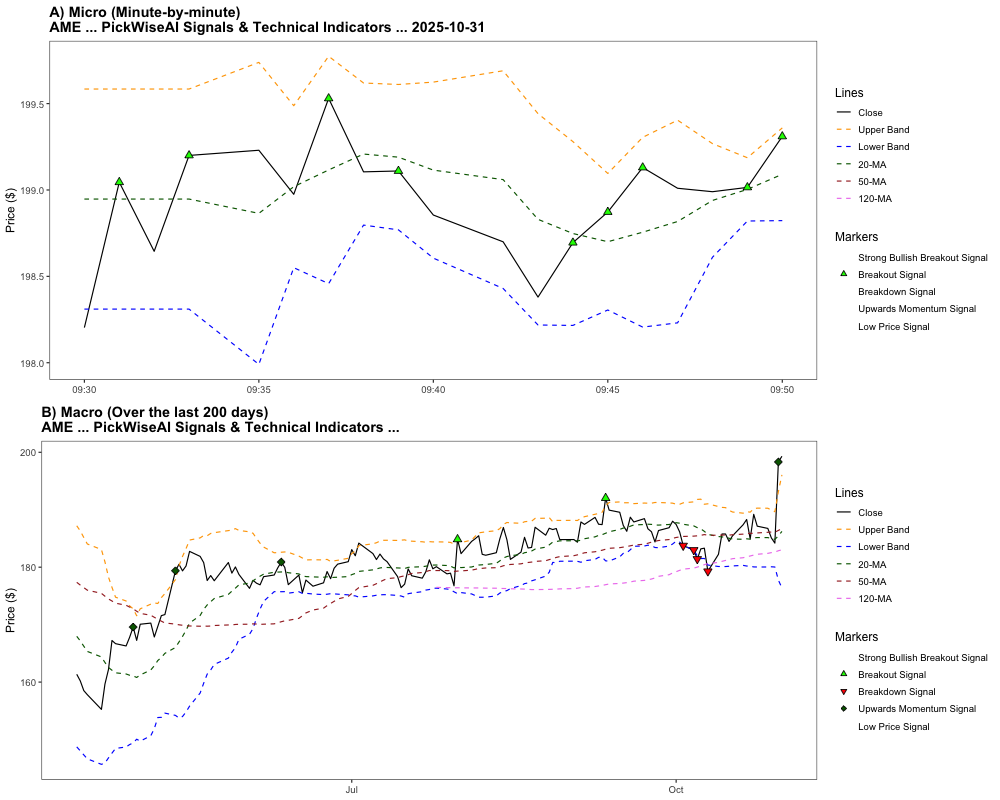 A) Micro (Minute-by-minute)
AME ... PickWiseAI Signals & Technical Indicators ... 2025-10-31
Price ($)
199.5
199.0
198.5
198.0
09:30
09:35
09:40
09:45
09:50
Lines
Close
Upper Band
Lower Band
20-MA
50-MA
120-MA
Markers
Strong Bullish Breakout Signal
Breakout Signal
Breakdown Signal
Upwards Momentum Signal
Low Price Signal
B) Macro (Over the last 200 days)
AME ... PickWiseAI Signals & Technical Indicators ...
Price ($)
200
180
160
Jul
Oct
Lines
Close
Upper Band
Lower Band
20-MA
50-MA
120-MA
Markers
Strong Bullish Breakout Signal
Breakout Signal
Breakdown Signal
Upwards Momentum Signal
Low Price Signal